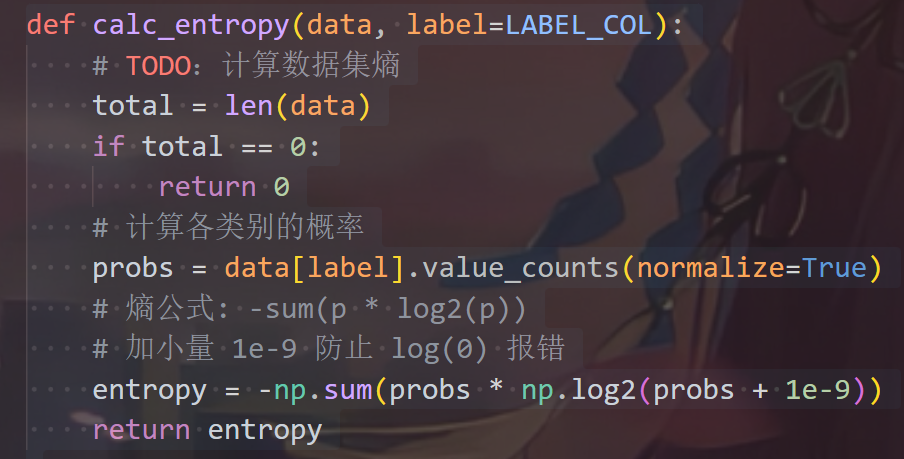 def calc_entropy(data, label=LABEL_COL):
    # TODO：计算数据集熵
    total = len(data)
    if total == 0:
        return 0
    # 计算各类别的概率
    probs = data[label].value_counts(normalize=True)
    # 熵公式: -sum(p * log2(p))
    # 加小量 1e-9 防止 log(0) 报错
    entropy = -np.sum(probs * np.log2(probs + 1e-9))
    return entropy